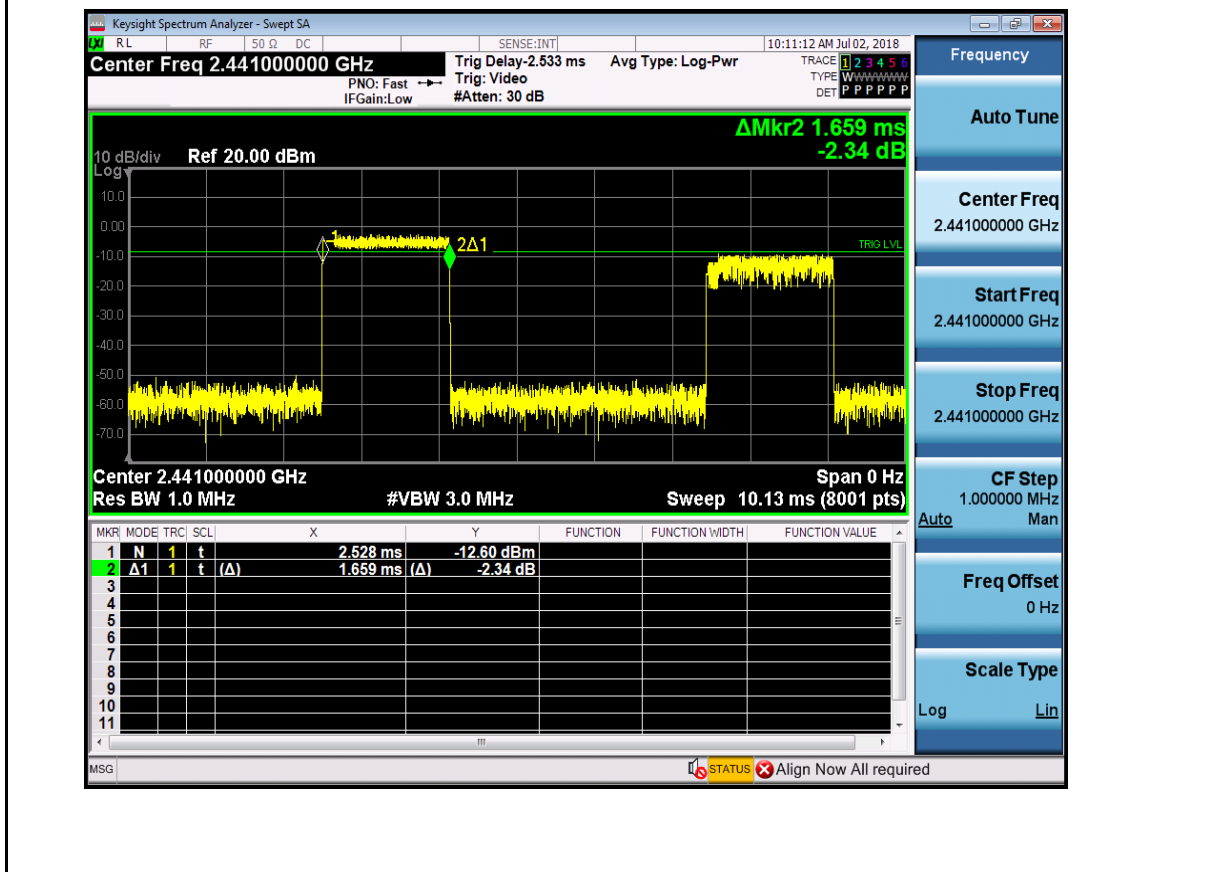 Keysight Spectrum Analyzer - Swept SA
LXI RL RF 50 Ω DC SENSE:INT 10:11:12 AM Jul 02, 2018
Center Freq 2.441000000 GHz
PNO: Fast
IFGain:Low
Trig Delay-2.533 ms
Trig: Video
#Atten: 30 dB
Avg Type: Log-Pwr
TRACE 1 2 3 4 5 6
TYPE WWWWWW
DET P P P P P P
ΔMkr2 1.659 ms
-2.34 dB
10 dB/div Ref 20.00 dBm
Log
10.0
0.00
-10.0
-20.0
-30.0
-40.0
-50.0
-60.0
-70.0
1
2Δ1
TRIG LVL
Center 2.441000000 GHz Span 0 Hz
Res BW 1.0 MHz #VBW 3.0 MHz Sweep 10.13 ms (8001 pts)
MKR MODE TRC SCL X Y FUNCTION FUNCTION WIDTH FUNCTION VALUE
1 N 1 t 2.528 ms -12.60 dBm
2 Δ1 1 t (Δ) 1.659 ms (Δ) -2.34 dB
3
4
5
6
7
8
9
10
11
MSG STATUS Align Now All required
Frequency
Auto Tune
Center Freq
2.441000000 GHz
Start Freq
2.441000000 GHz
Stop Freq
2.441000000 GHz
CF Step
1.000000 MHz
Auto Man
Freq Offset
0 Hz
Scale Type
Log Lin